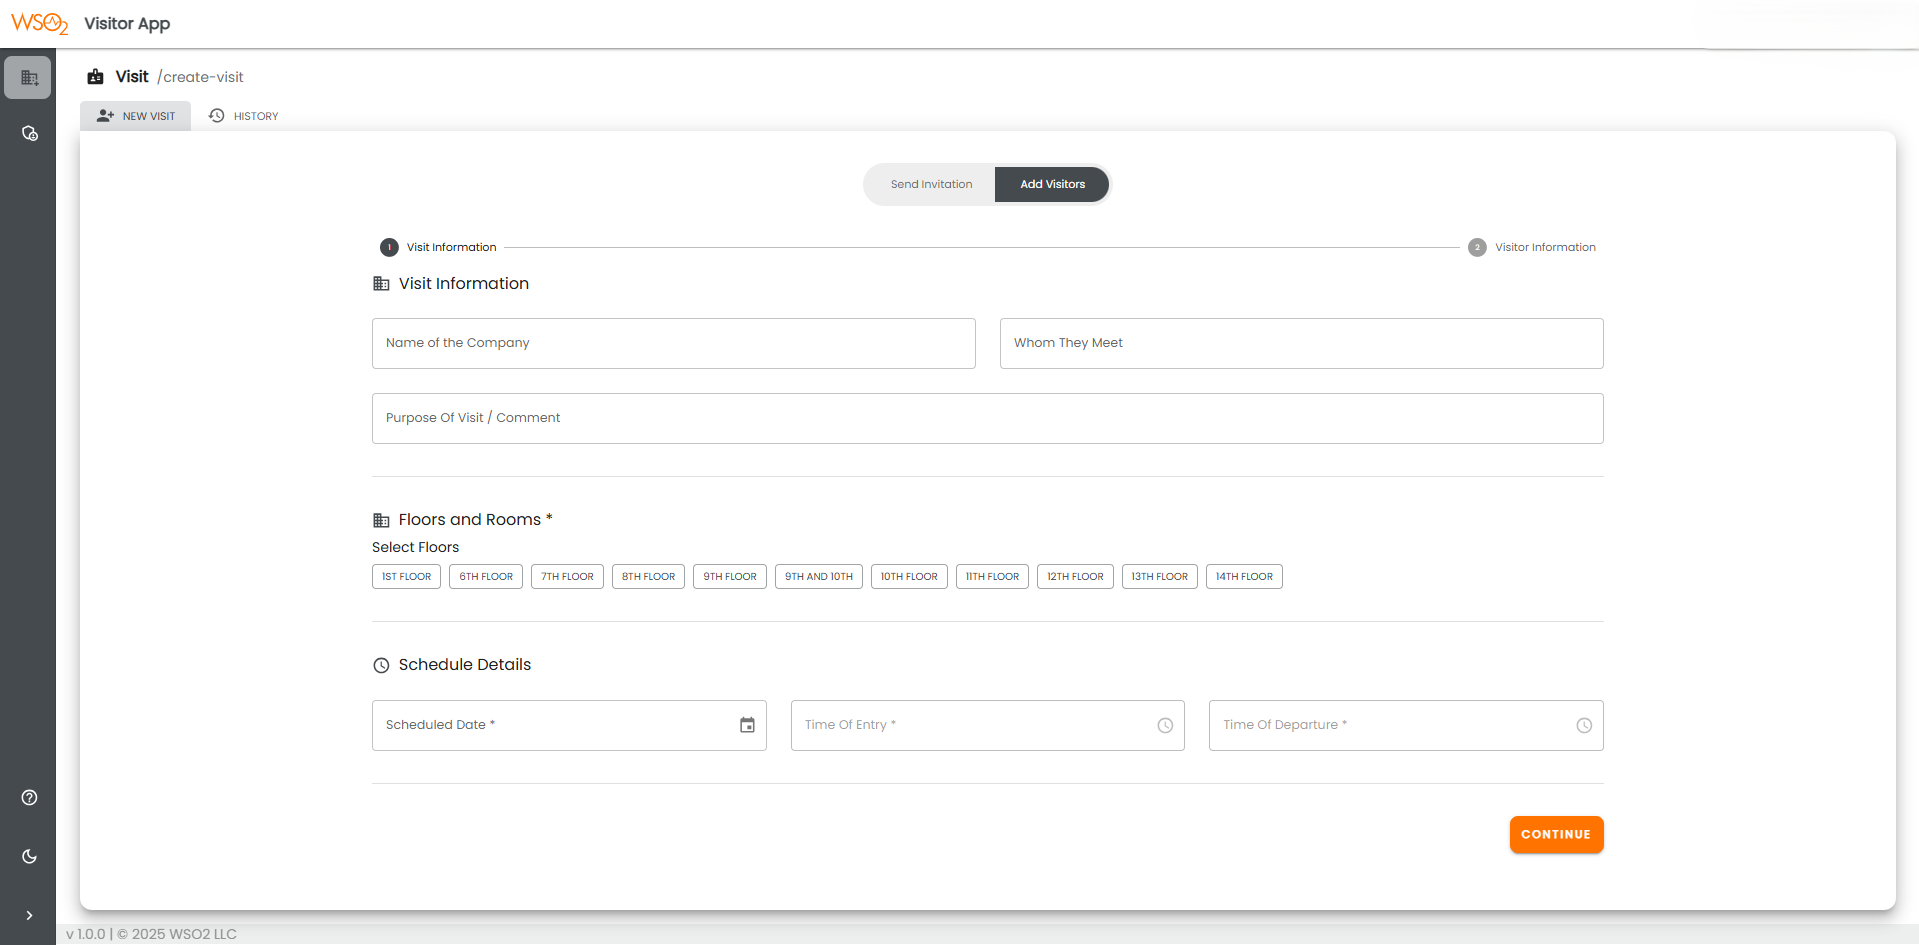 WSO2 Visitor App
Visit /create-visit
NEW VISIT HISTORY
Send Invitation Add Visitors
1 Visit Information 2 Visitor Information
Visit Information
Name of the Company Whom They Meet
Purpose Of Visit / Comment
Floors and Rooms *
Select Floors
1ST FLOOR 6TH FLOOR 7TH FLOOR 8TH FLOOR 9TH FLOOR 9TH AND 10TH 10TH FLOOR 11TH FLOOR 12TH FLOOR 13TH FLOOR 14TH FLOOR
Schedule Details
Scheduled Date * Time Of Entry * Time Of Departure *
CONTINUE
v 1.0.0 | © 2025 WSO2 LLC